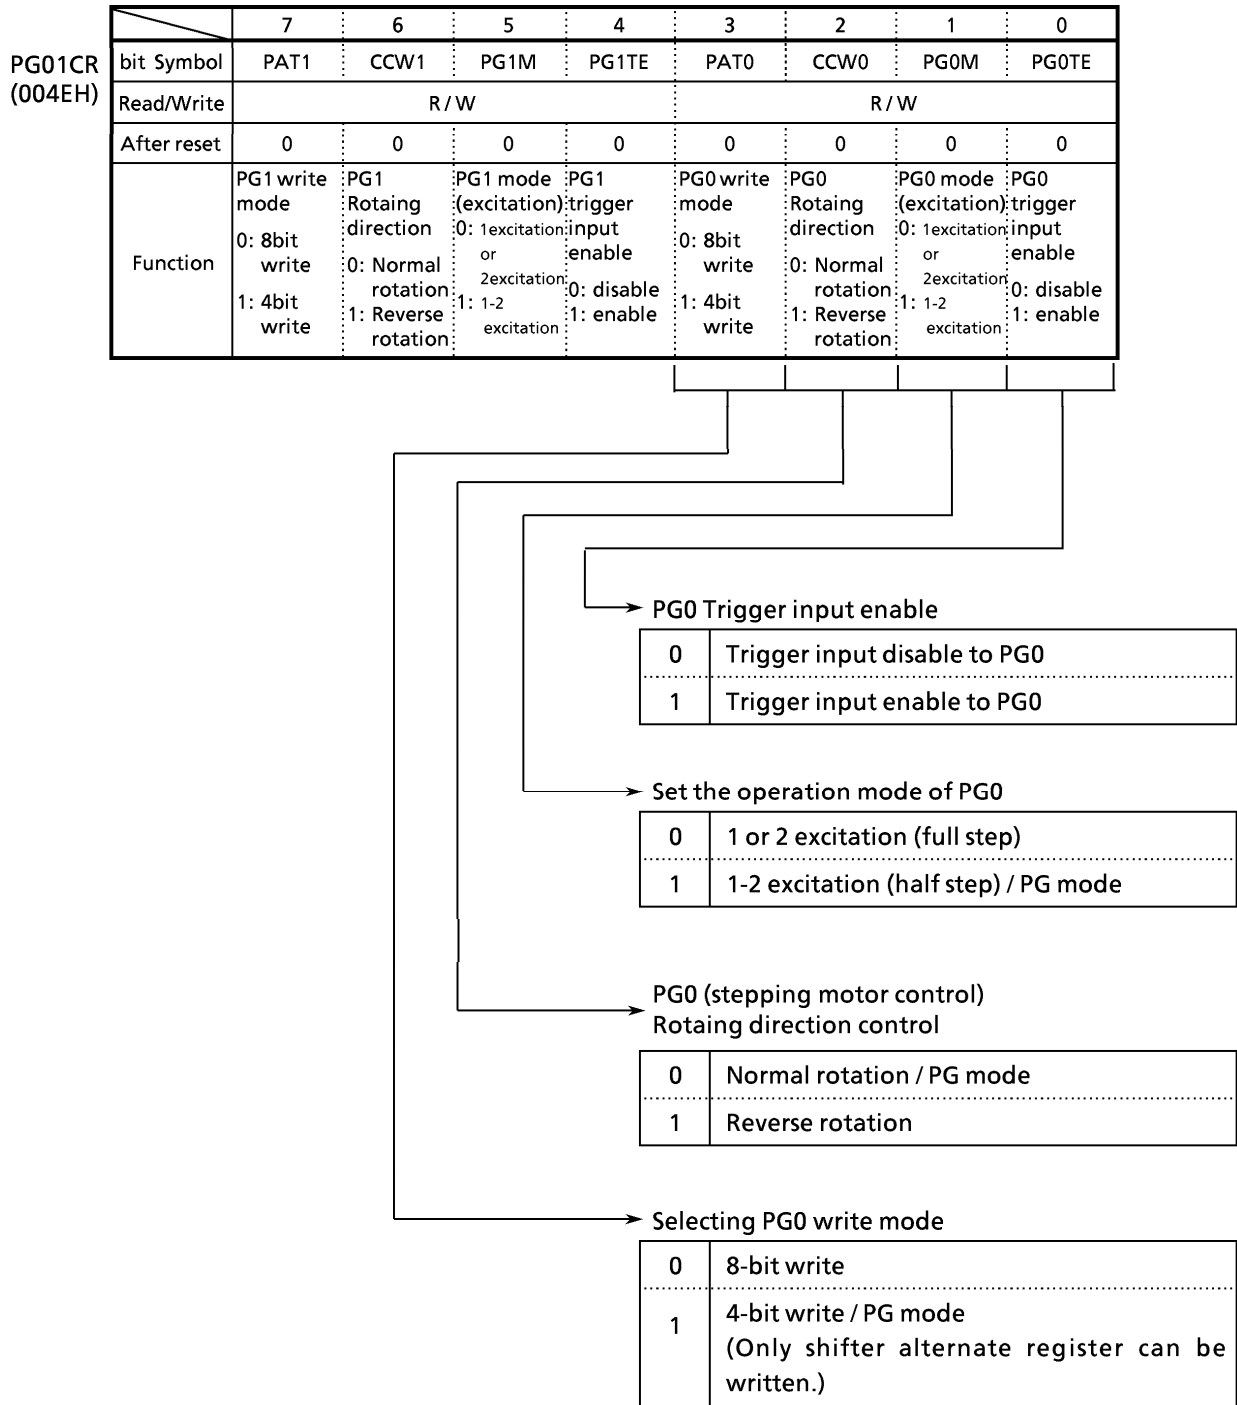 7 6 5 4 3 2 1 0
PG01CR
(004EH)
bit Symbol PAT1 CCW1 PG1M PG1TE PAT0 CCW0 PG0M PG0TE
Read/Write R / W R / W
After reset 0 0 0 0 0 0 0 0
Function
PG1 write
mode
0: 8bit
write
1: 4bit
write
PG1
Rotaing
direction
0: Normal
rotation
1: Reverse
rotation
PG1 mode
(excitation)
0: 1excitation
or
2excitation
1: 1-2
excitation
PG1
trigger
input
enable
0: disable
1: enable
PG0 write
mode
0: 8bit
write
1: 4bit
write
PG0
Rotaing
direction
0: Normal
rotation
1: Reverse
rotation
PG0 mode
(excitation)
0: 1excitation
or
2excitation
1: 1-2
excitation
PG0
trigger
input
enable
0: disable
1: enable
PG0 Trigger input enable
0 Trigger input disable to PG0
1 Trigger input enable to PG0
Set the operation mode of PG0
0 1 or 2 excitation (full step)
1 1-2 excitation (half step) / PG mode
PG0 (stepping motor control)
Rotaing direction control
0 Normal rotation / PG mode
1 Reverse rotation
Selecting PG0 write mode
0 8-bit write
1 4-bit write / PG mode
(Only shifter alternate register can be
written.)